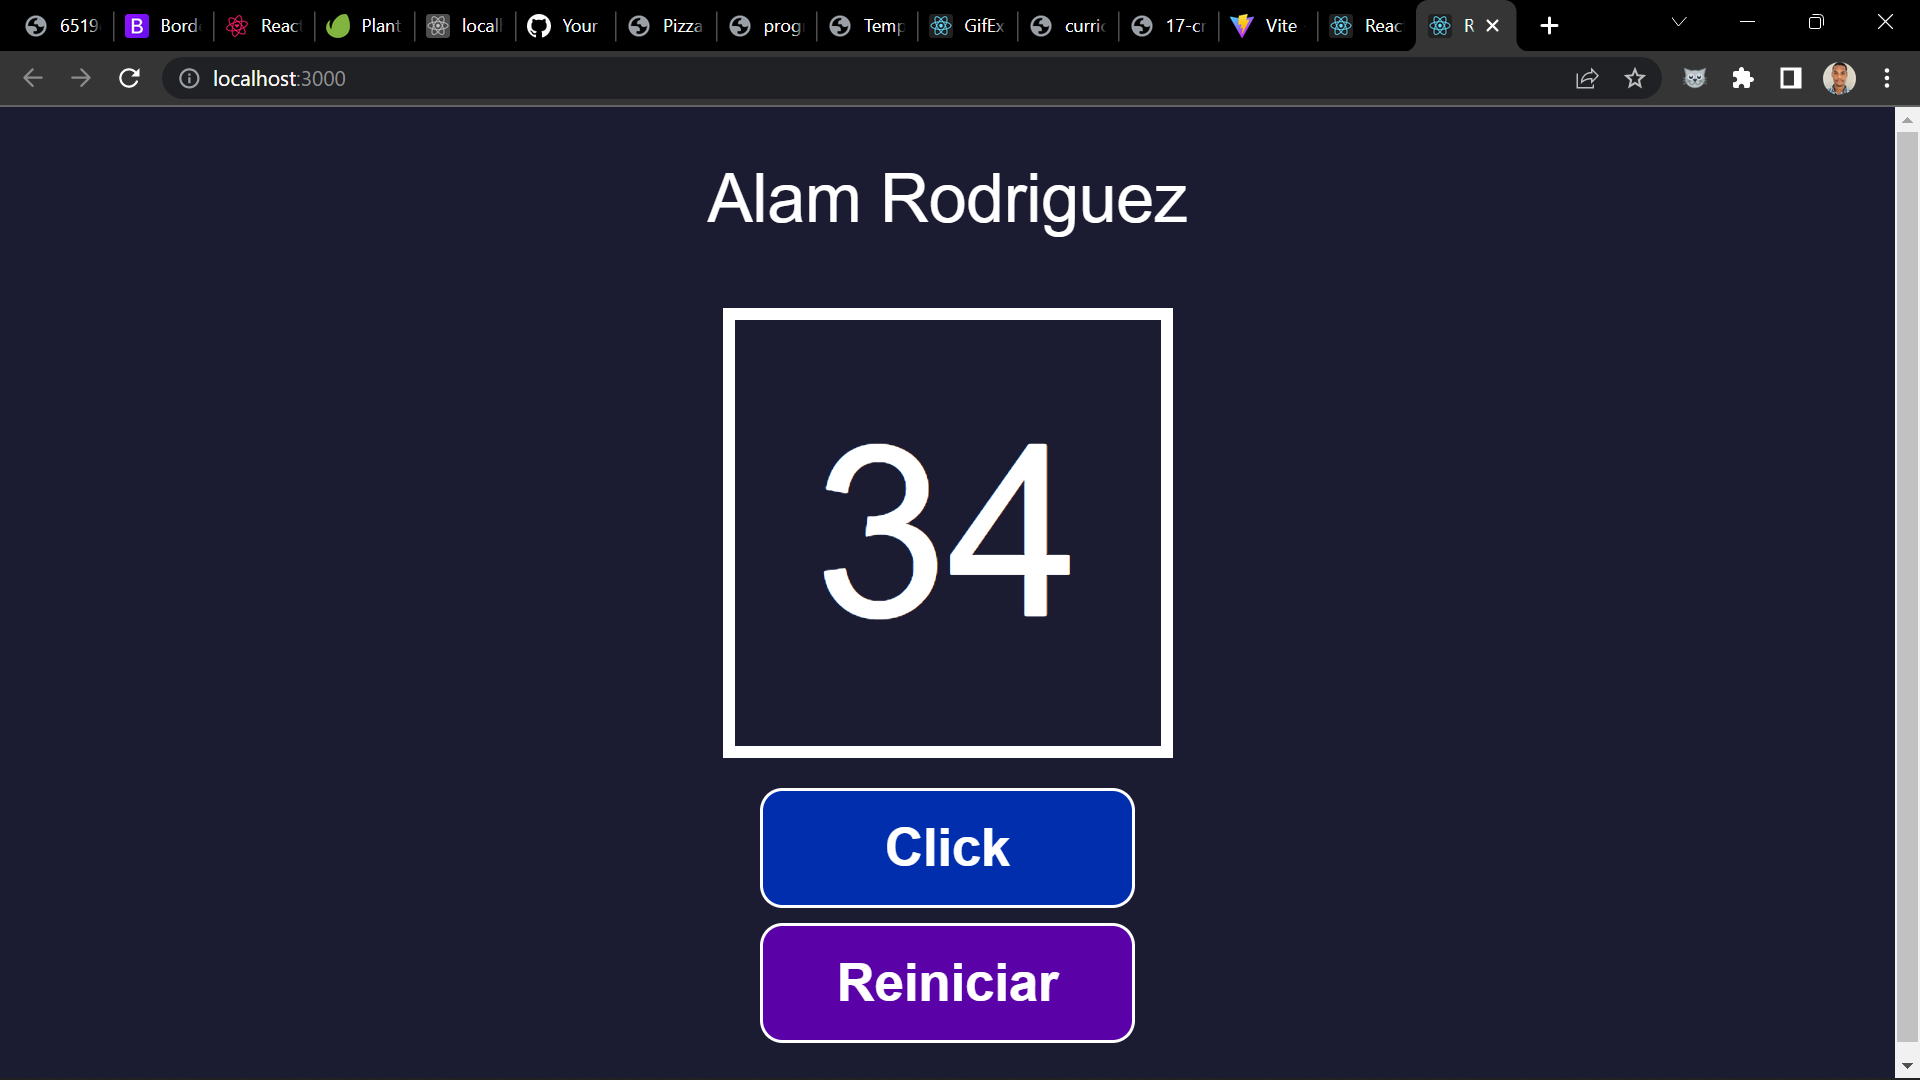 6519 Bord React Plant locall Your Pizza prog Temp GifEx curric 17-cr Vite Reac R
localhost:3000
Alam Rodriguez
34
Click
Reiniciar